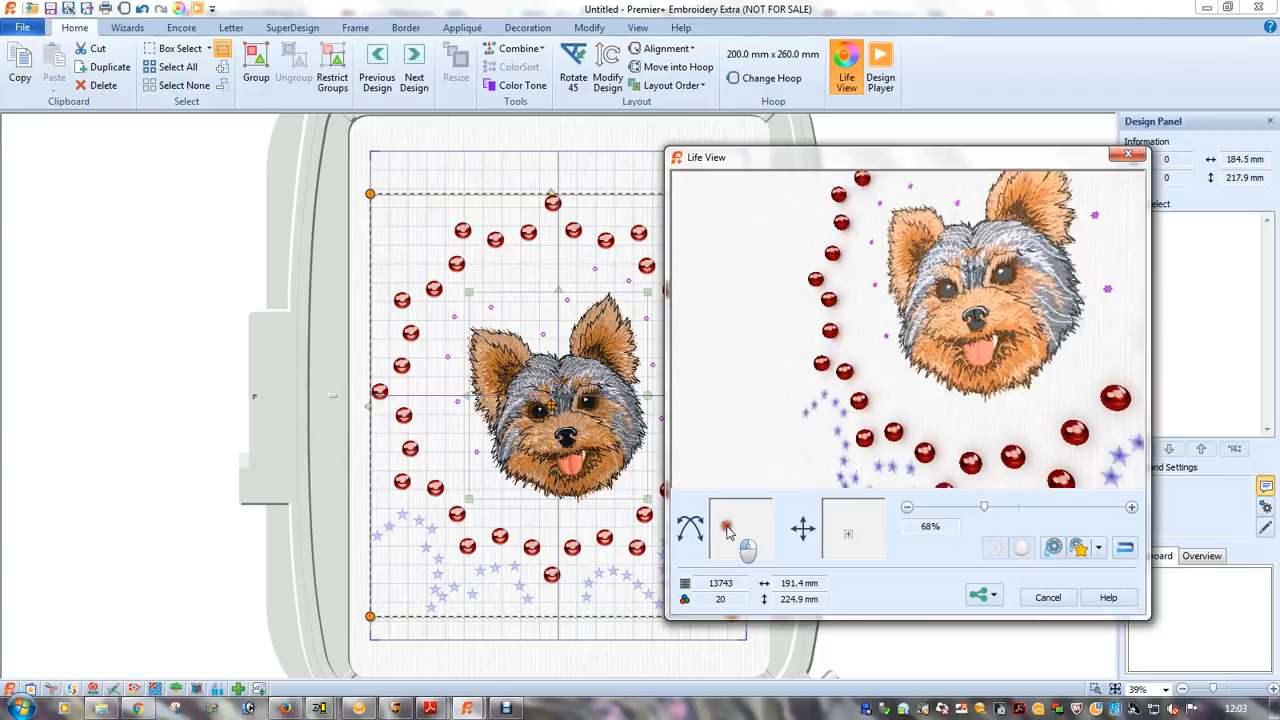 Untitled - Premier+ Embroidery Extra (NOT FOR SALE)
File Home Wizards Encore Letter SuperDesign Frame Border Appliqué Decoration Modify View Help
Copy
Paste
Cut
Duplicate
Delete
Clipboard
Box Select
Select All
Select None
Select
Group
Ungroup
Restrict Groups
Previous Design
Next Design
Resize
Combine
ColorSort
Color Tone
Tools
Rotate 45
Modify Design
Alignment
Move into Hoop
Layout Order
Layout
200.0 mm x 260.0 mm
Change Hoop
Hoop
Life View
Design Player
Design Panel
Information
0 184.5 mm
0 217.9 mm
Life View
68%
13743 191.4 mm
20 224.9 mm
Cancel
Help
Overview
39%
12:03